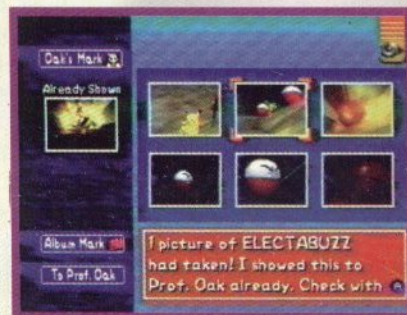 Oak's Mark
Already Shown
Album Mark
To Prof. Oak
1 picture of ELECTABUZZ
had taken! I showed this to
Prof. Oak already. Check with A